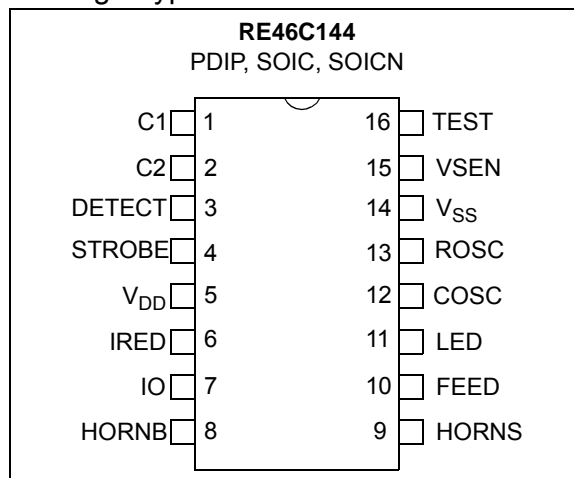 RE46C144
PDIP, SOIC, SOICN
C1 1 16 TEST
C2 2 15 VSEN
DETECT 3 14 VSS
STROBE 4 13 ROSC
VDD 5 12 COSC
IRED 6 11 LED
IO 7 10 FEED
HORNB 8 9 HORNS